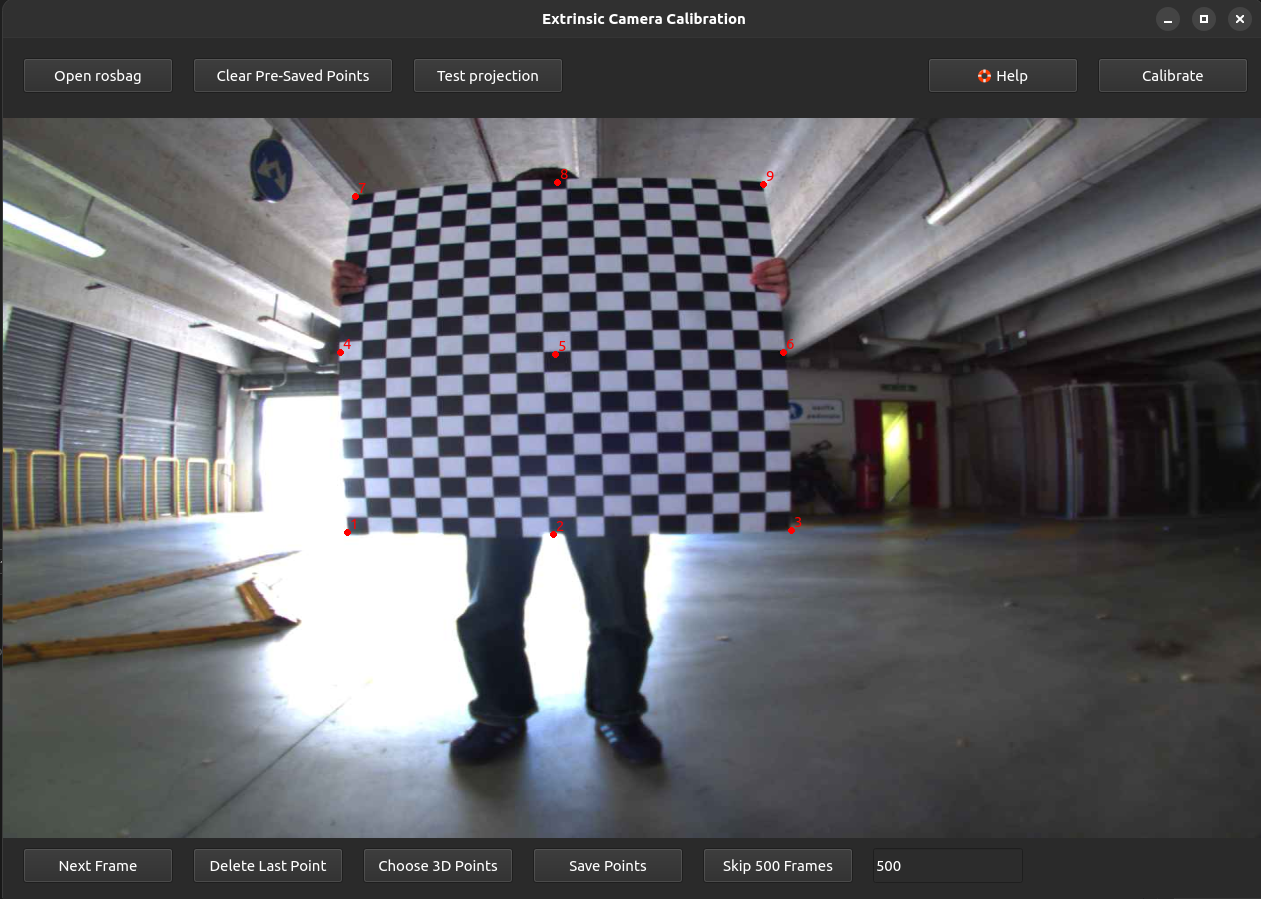 Extrinsic Camera Calibration
Open rosbag
Clear Pre-Saved Points
Test projection
Help
Calibrate
7
8
9
4
5
6
1
2
3
Next Frame
Delete Last Point
Choose 3D Points
Save Points
Skip 500 Frames
500